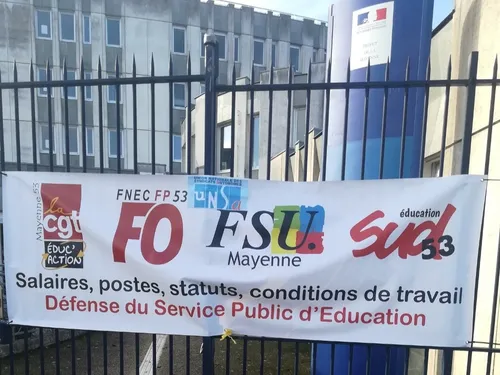 Mayenne 53
la
cgt
ÉDUC'
ACTION
FNEC FP 53
FO
UNSA
FSU.
Mayenne
éducation
Sud
53
Salaires, postes, statuts, conditions de travail
Défense du Service Public d'Education